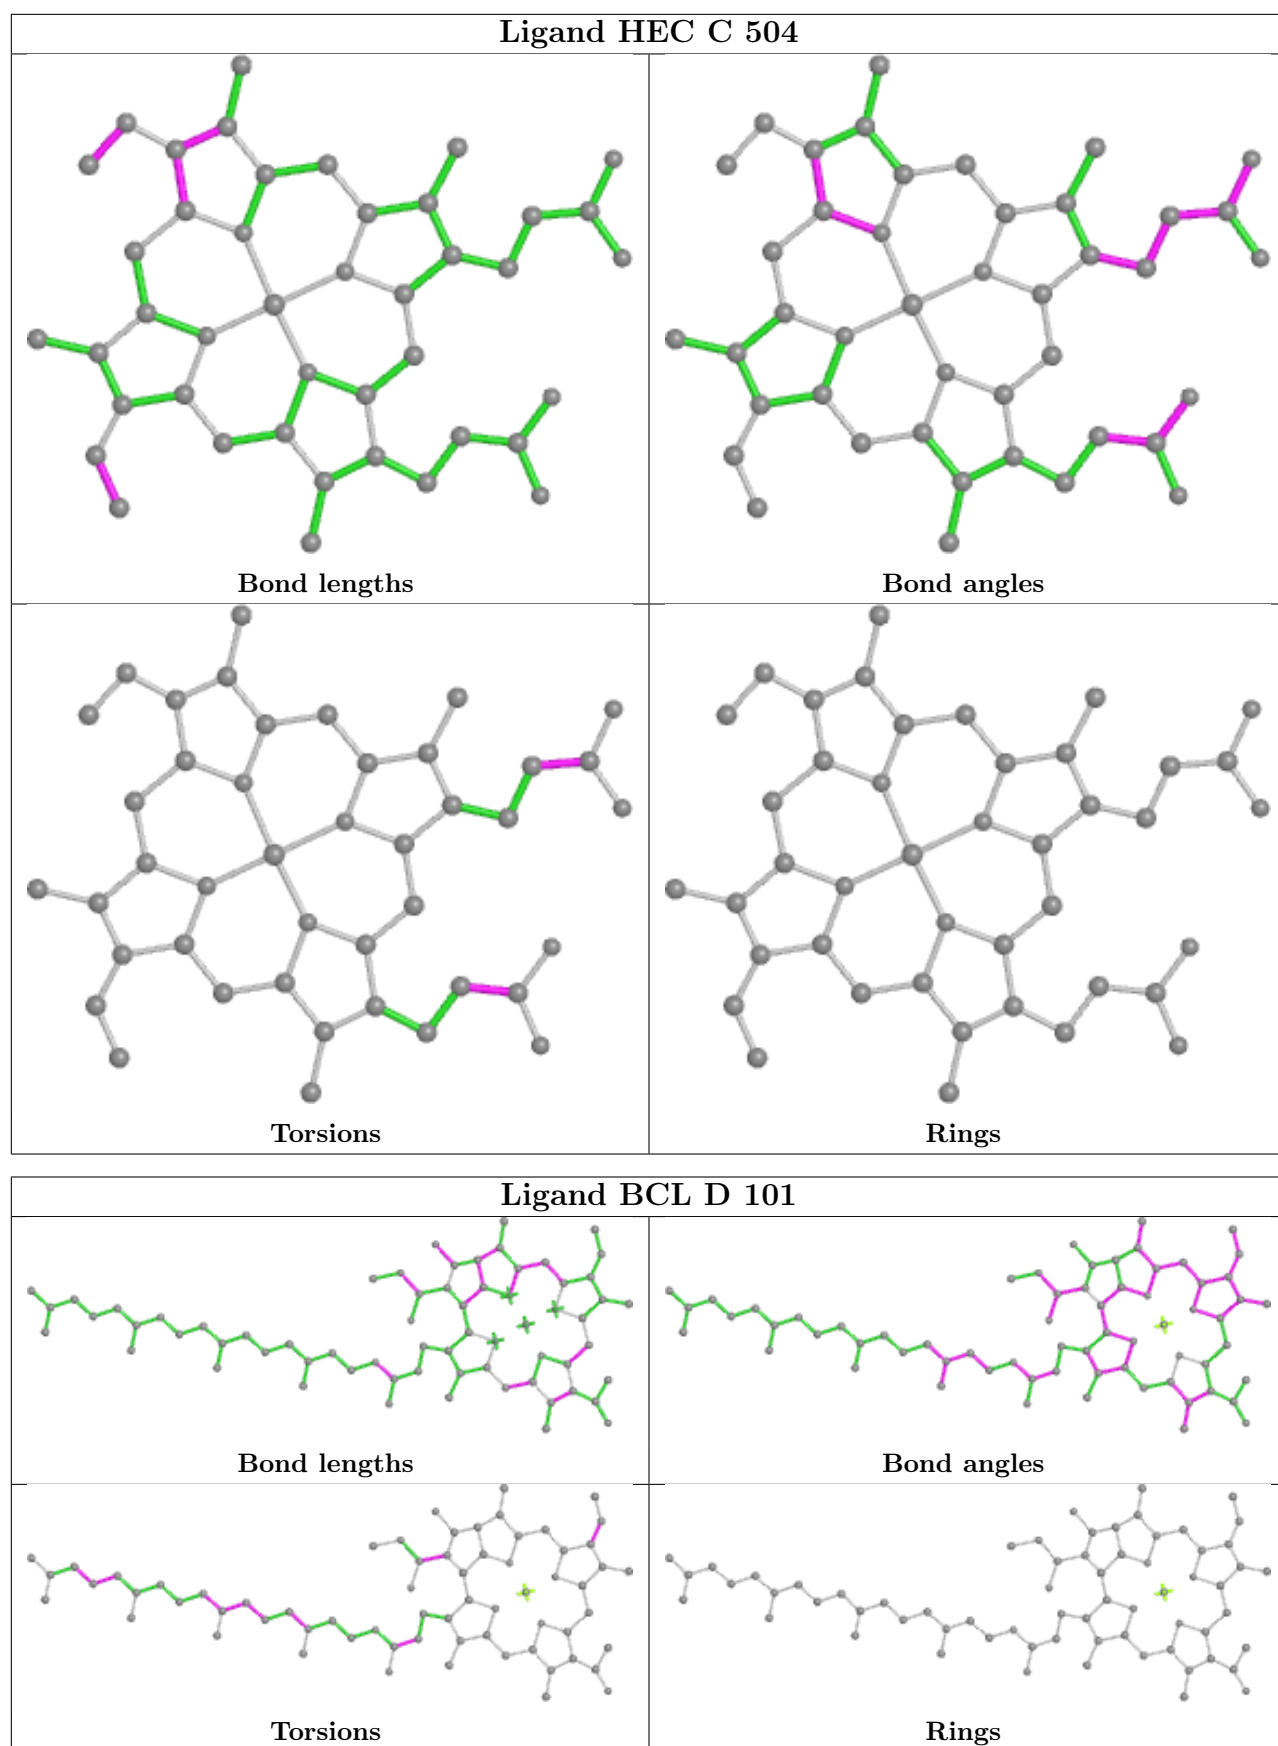 Ligand HEC C 504
Bond lengths
Bond angles
Torsions
Rings
Ligand BCL D 101
Bond lengths
Bond angles
Torsions
Rings